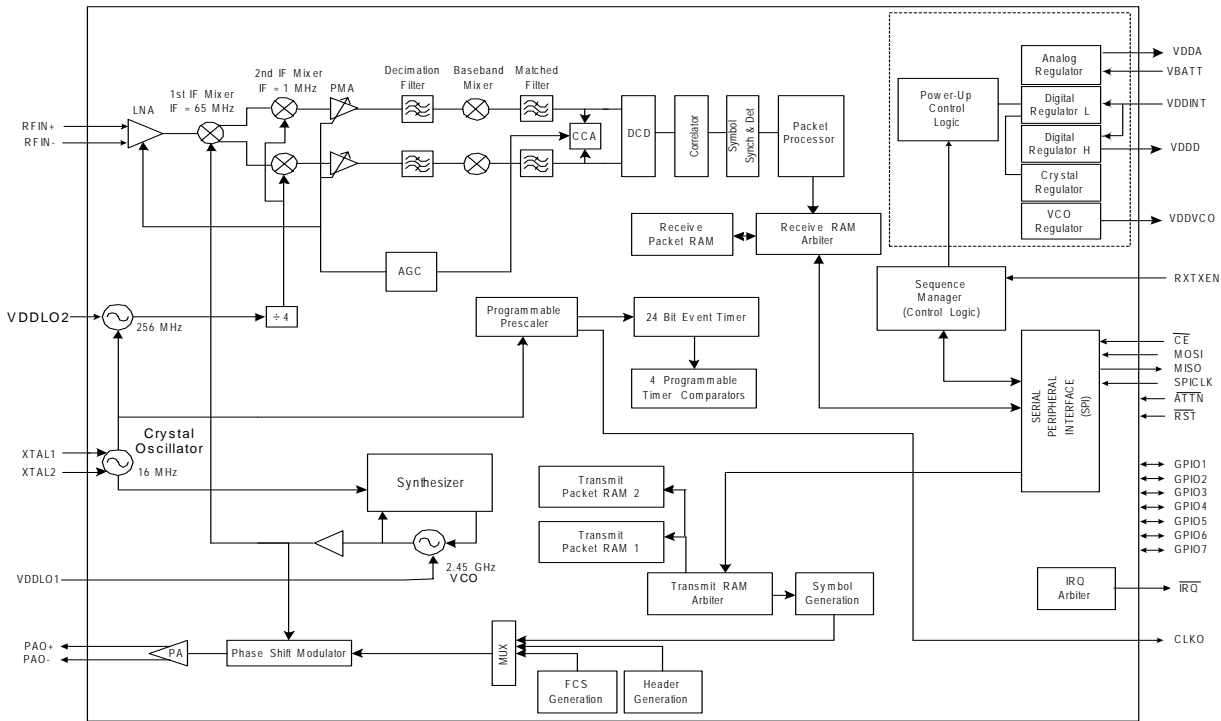 RFIN+
RFIN-
LNA
1st IF Mixer
IF = 65 MHz
2nd IF Mixer
IF = 1 MHz
PMA
Decimation
Filter
Baseband
Mixer
Matched
Filter
CCA
DCD
Correlator
Symbol
Synch & Det
Packet
Processor
Power-Up
Control
Logic
Analog
Regulator
Digital
Regulator L
Digital
Regulator H
Crystal
Regulator
VCO
Regulator
VDDA
VBATT
VDDINT
VDDD
VDDVCO
Receive
Packet RAM
Receive RAM
Arbiter
AGC
Sequence
Manager
(Control Logic)
RXTXEN
VDDLO2
256 MHz
÷4
Programmable
Prescaler
24 Bit Event Timer
4 Programmable
Timer Comparators
SERIAL
PERIPHERAL
INTERFACE
(SPI)
CE
MOSI
MISO
SPICLK
ATTN
RST
GPIO1
GPIO2
GPIO3
GPIO4
GPIO5
GPIO6
GPIO7
XTAL1
XTAL2
Crystal
Oscillator
16 MHz
Synthesizer
2.45 GHz
VCO
VDDLO1
Transmit
Packet RAM 2
Transmit
Packet RAM 1
Transmit RAM
Arbiter
Symbol
Generation
IRQ
Arbiter
IRQ
CLKO
PAO+
PAO-
PA
Phase Shift Modulator
MUX
FCS
Generation
Header
Generation